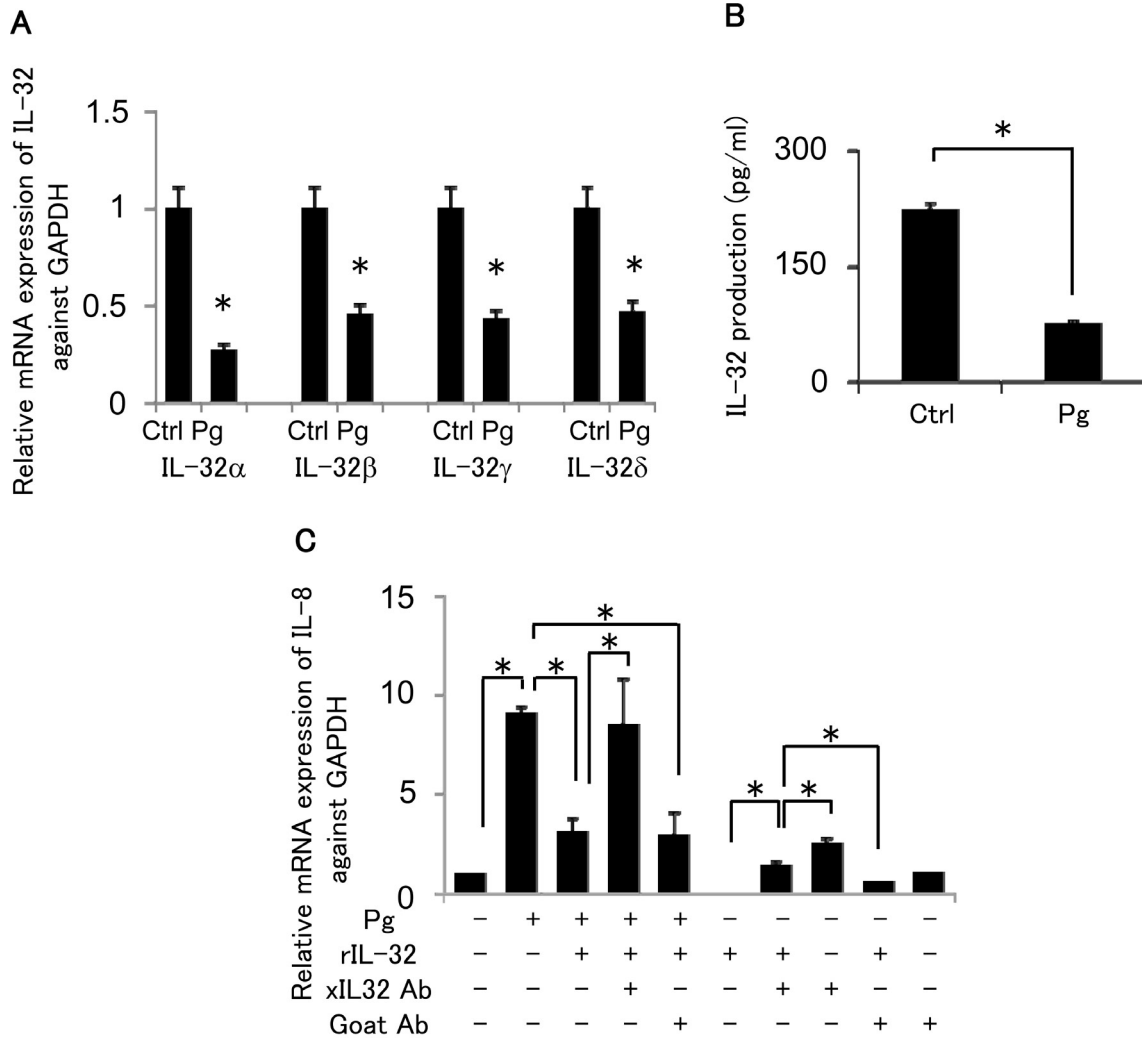 A
Relative mRNA expression of IL-32
against GAPDH
1.5
1
0.5
0
*
*
*
*
Ctrl Pg Ctrl Pg Ctrl Pg Ctrl Pg
IL-32α IL-32β IL-32γ IL-32δ
B
IL-32 production (pg/ml)
300
150
0
*
Ctrl Pg
C
Relative mRNA expression of IL-8
against GAPDH
15
10
5
0
*
*
*
*
*
*
*
Pg − + + + + − − − − −
rIL-32 − − + + + + + − + −
xIL32 Ab − − − + − − + + − −
Goat Ab − − − − + − − − + +